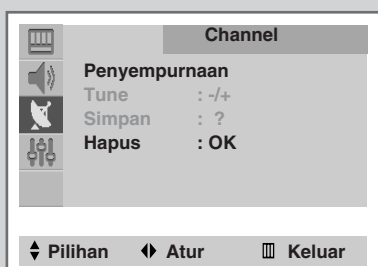 Channel
Penyempurnaan
Tune : -/+
Simpan : ?
Hapus : OK
Pilihan Atur Keluar